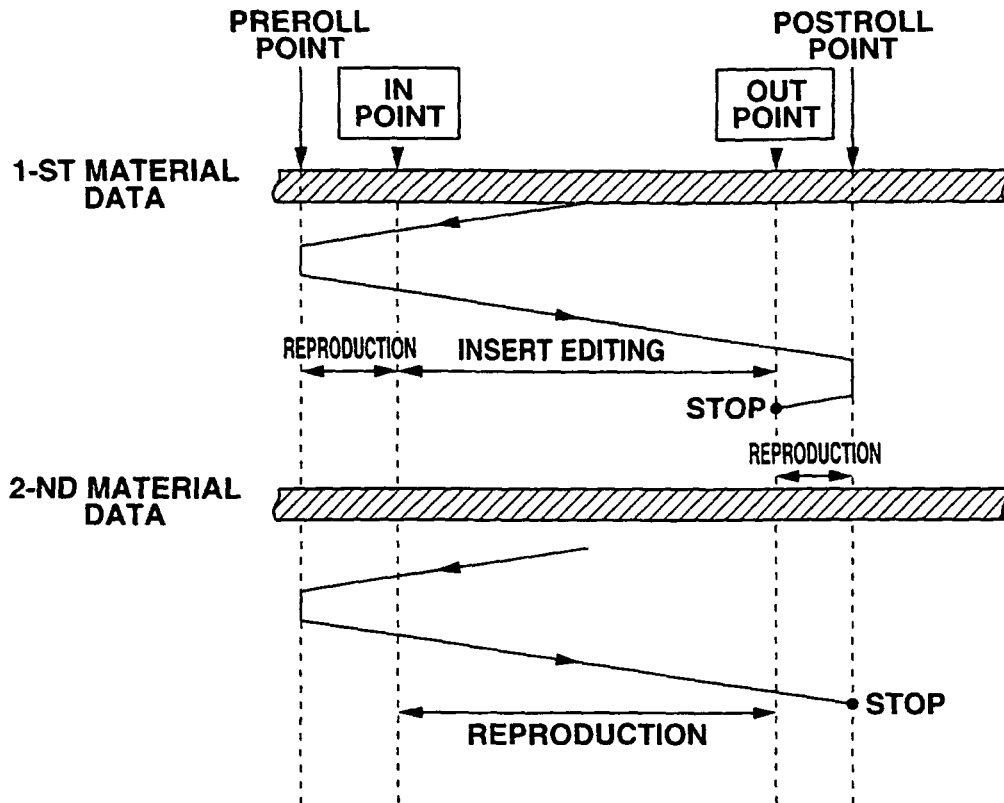 PREROLL
POINT
POSTROLL
POINT
IN
POINT
OUT
POINT
1-ST MATERIAL
DATA
REPRODUCTION
INSERT EDITING
STOP
REPRODUCTION
2-ND MATERIAL
DATA
STOP
REPRODUCTION